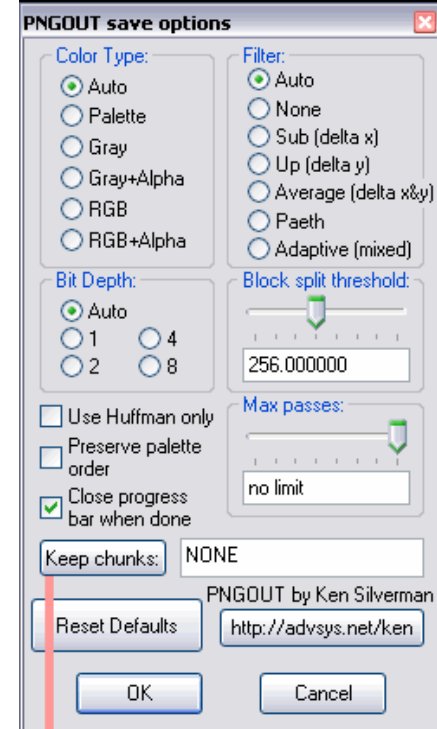 PNGOUT save options
Color Type:
Auto
Palette
Gray
Gray+Alpha
RGB
RGB+Alpha
Filter:
Auto
None
Sub (delta x)
Up (delta y)
Average (delta x&y)
Paeth
Adaptive (mixed)
Bit Depth:
Auto
1 4
2 8
Block split threshold:
256.000000
Use Huffman only
Preserve palette
order
Close progress
bar when done
Max passes:
no limit
Keep chunks: NONE
PNGOUT by Ken Silverman
Reset Defaults http://advsys.net/ken
OK Cancel